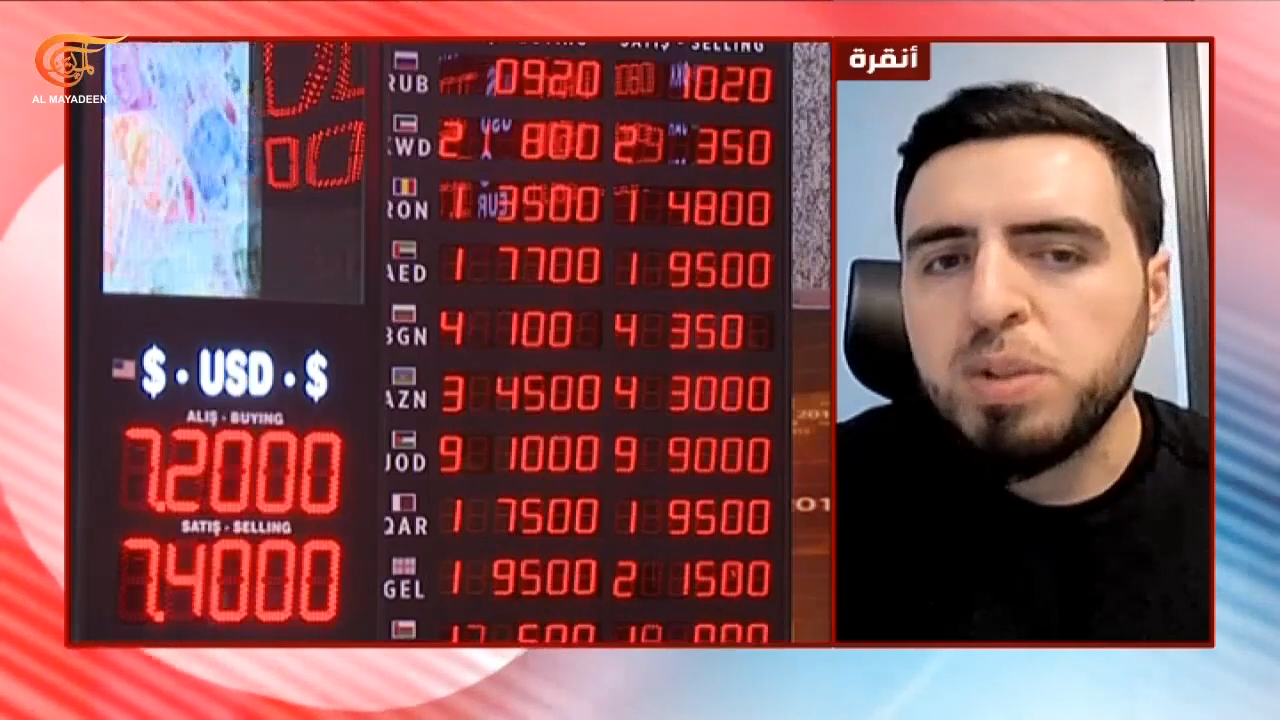 AL MAYADEEN
أنقرة
SATIŞ - SELLING
RUB 0920 1020
KWD 2 800 350
RON 1 3500 1 4800
AED 1 7700 1 9500
BGN 4 100 4 350
AZN 3 4500 4 3000
JOD 9 1000 9 9000
QAR 1 7500 1 9500
GEL 1 9500 2 1500
$ • USD • $
ALIŞ - BUYING
7.2000
SATIŞ - SELLING
7.4000